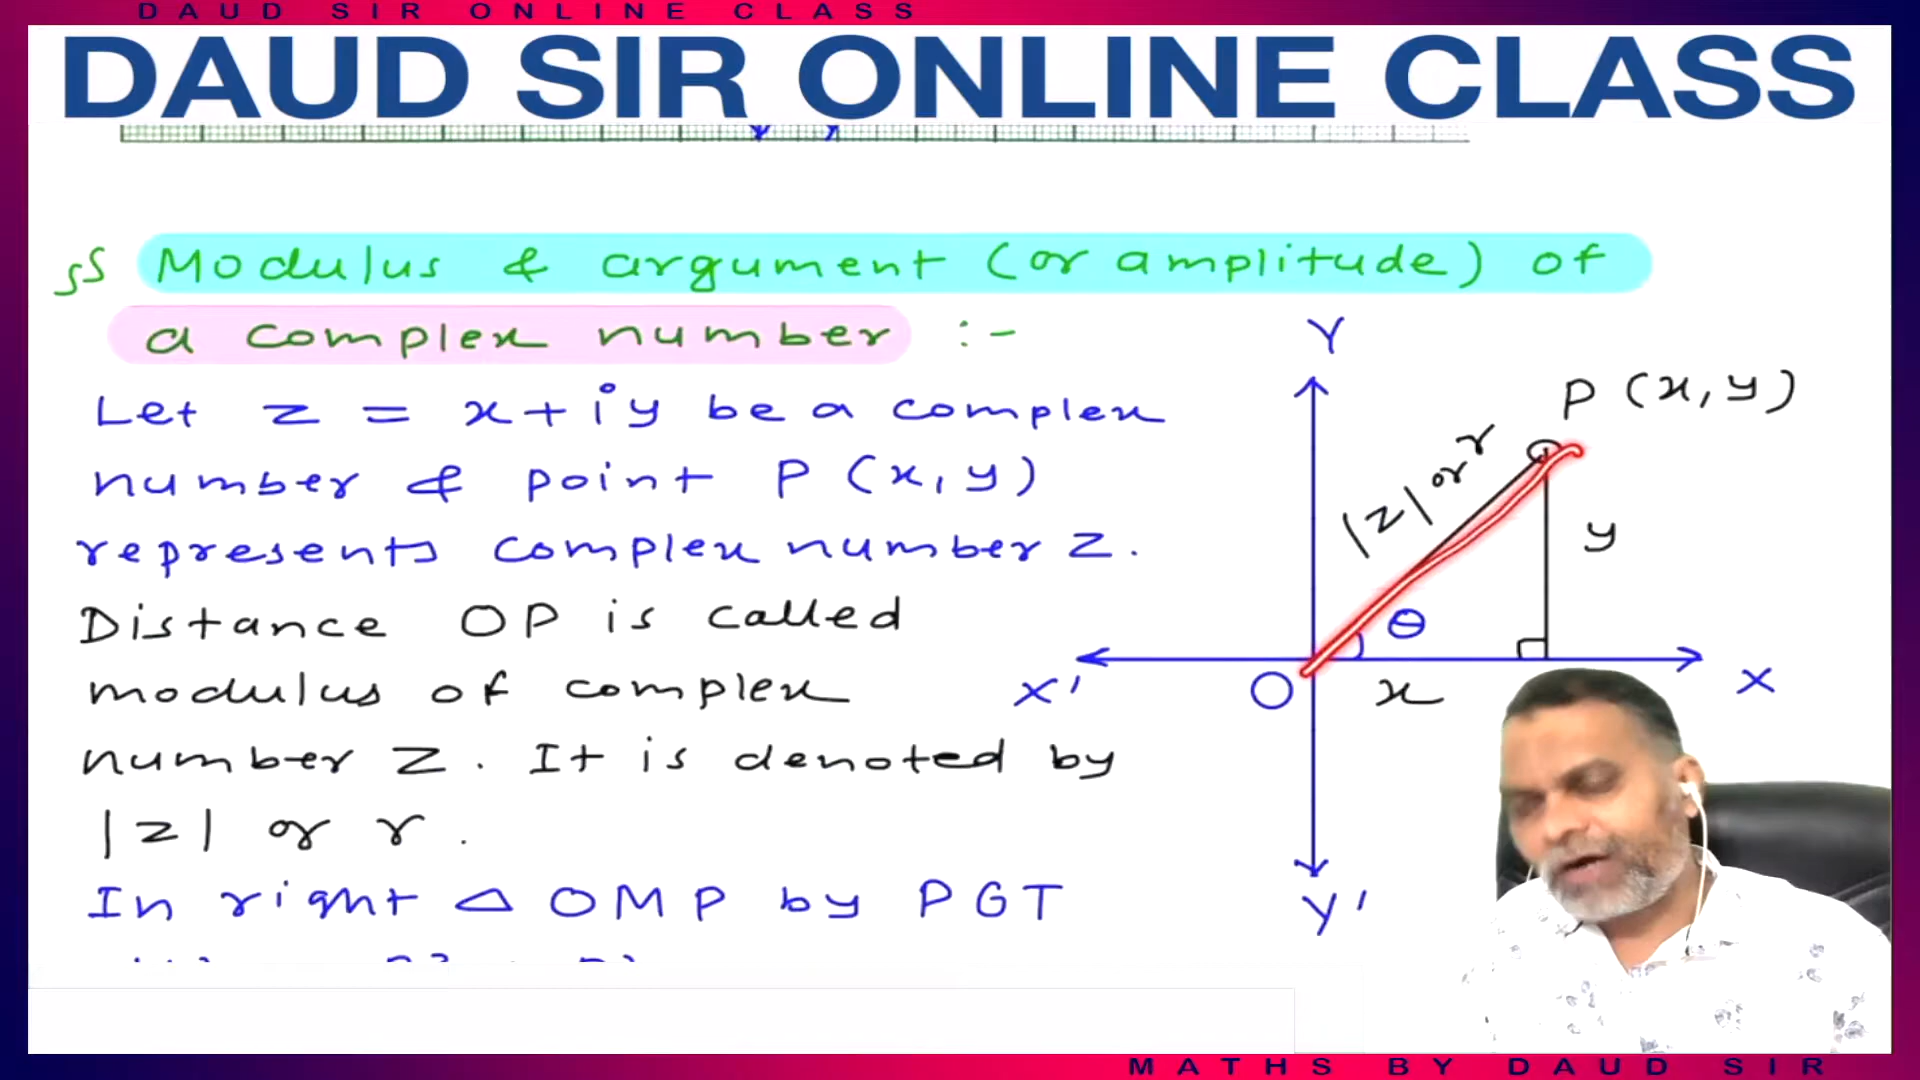 DAUD SIR ONLINE CLASS
DAUD SIR ONLINE CLASS
Modulus & argument (or amplitude) of
a complex number :-
Let z = x+iy be a complex
number & point P (x,y)
represents complex number z.
Distance OP is called
modulus of complex
number z. It is denoted by
|z| or r.
In right △ OMP by PGT
Y
P (x,y)
|z| or r
y
θ
X'
O
x
X
Y'
MATHS BY DAUD SIR